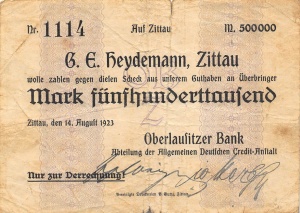 Nr. 1114 Auf Zittau M. 500000
G. E. Heydemann, Zittau
wolle zahlen gegen diesen Scheck aus unserem Guthaben an Überbringer
Mark fünfhunderttausend
Zittau, den 14. August 1923
Oberlausitzer Bank
Abteilung der Allgemeinen Deutschen Credit-Anstalt
Nur zur Verrechnung!